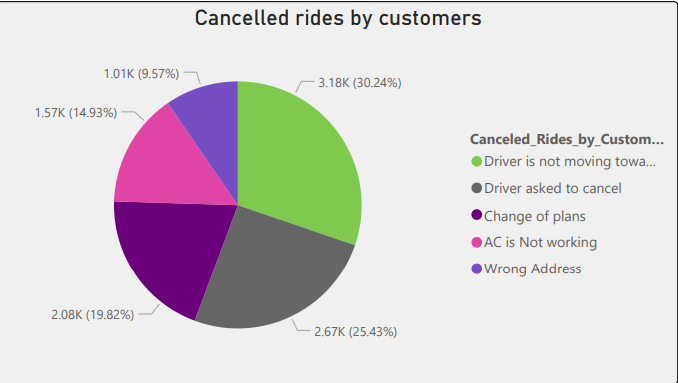 Cancelled rides by customers
1.01K (9.57%)
3.18K (30.24%)
1.57K (14.93%)
2.08K (19.82%)
2.67K (25.43%)
Canceled_Rides_by_Custom...
Driver is not moving towa...
Driver asked to cancel
Change of plans
AC is Not working
Wrong Address